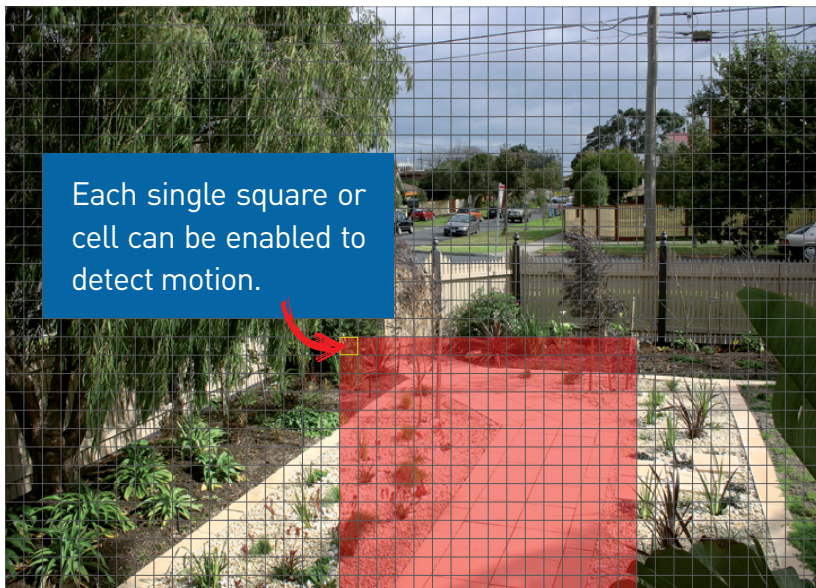 Each single square or
cell can be enabled to
detect motion.